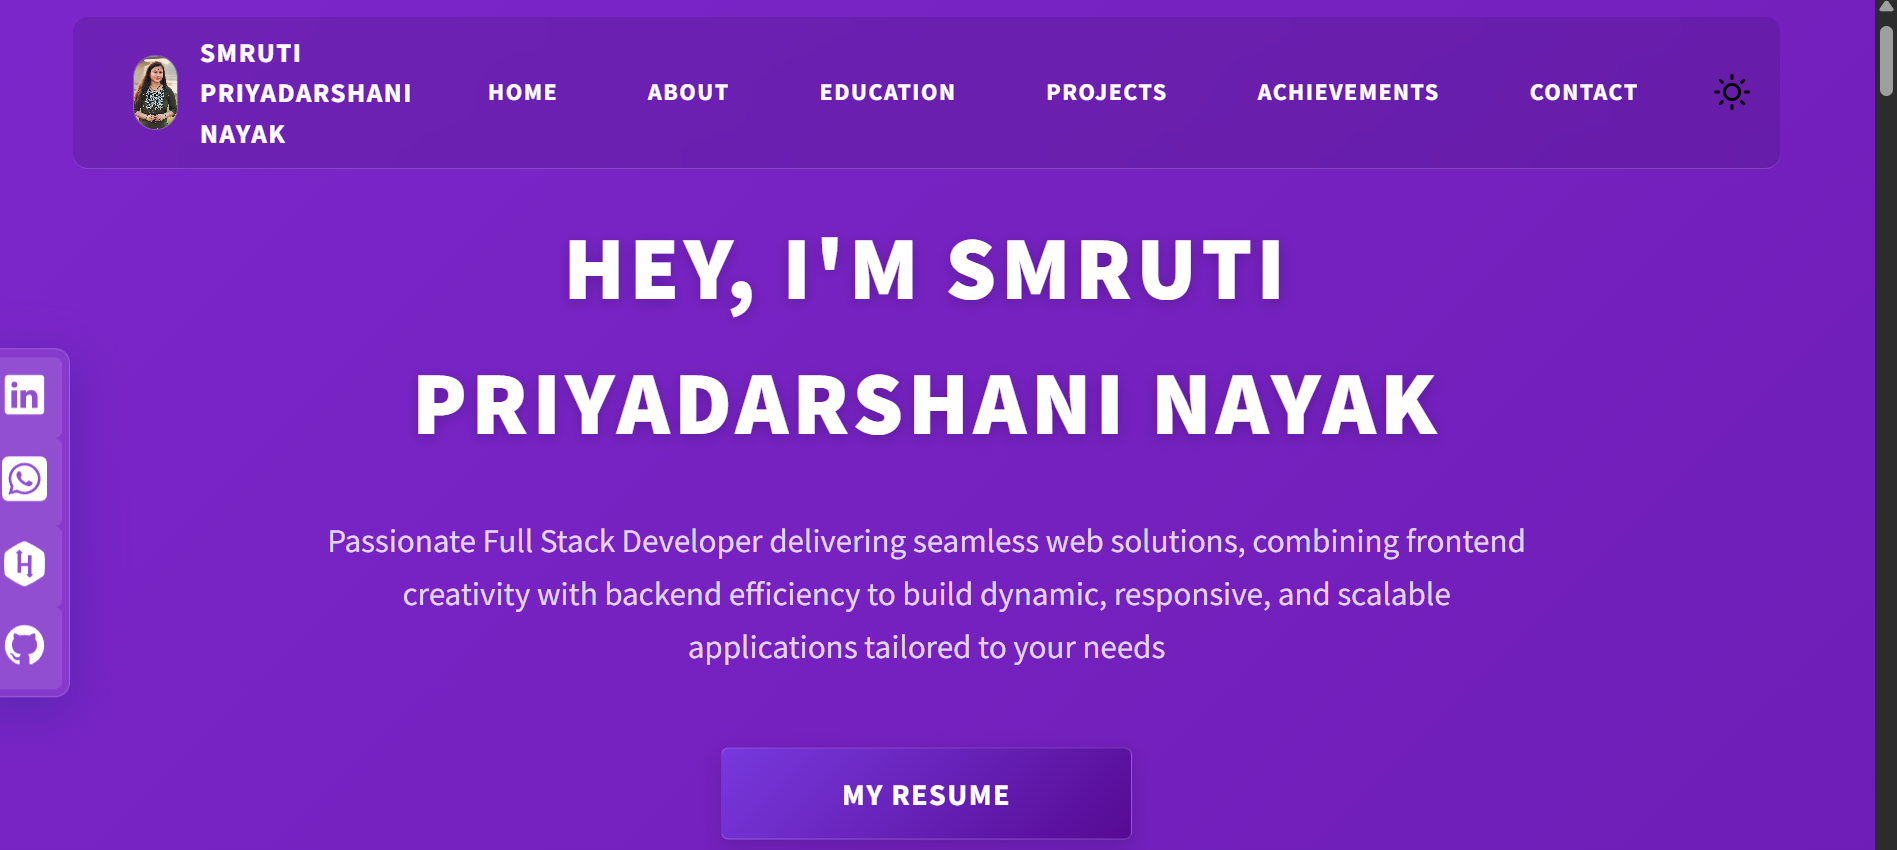 SMRUTI
PRIYADARSHANI
NAYAK
HOME
ABOUT
EDUCATION
PROJECTS
ACHIEVEMENTS
CONTACT
HEY, I'M SMRUTI
PRIYADARSHANI NAYAK
in
H
Passionate Full Stack Developer delivering seamless web solutions, combining frontend
creativity with backend efficiency to build dynamic, responsive, and scalable
applications tailored to your needs
MY RESUME